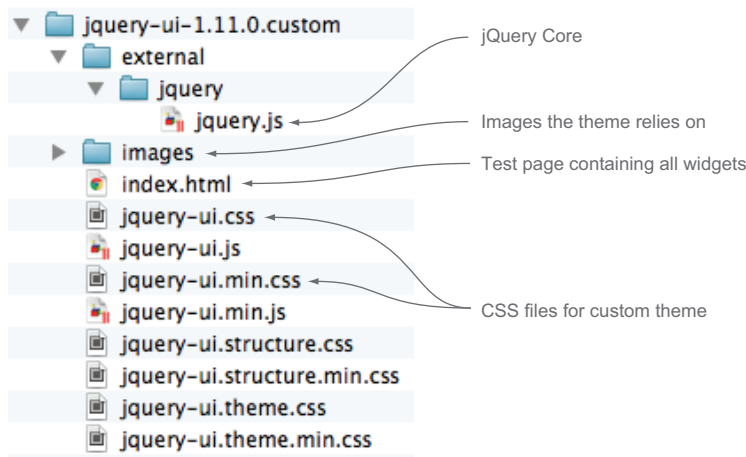 jquery-ui-1.11.0.custom
external
jquery
jquery.js
images
index.html
jquery-ui.css
jquery-ui.js
jquery-ui.min.css
jquery-ui.min.js
jquery-ui.structure.css
jquery-ui.structure.min.css
jquery-ui.theme.css
jquery-ui.theme.min.css
jQuery Core
Images the theme relies on
Test page containing all widgets
CSS files for custom theme